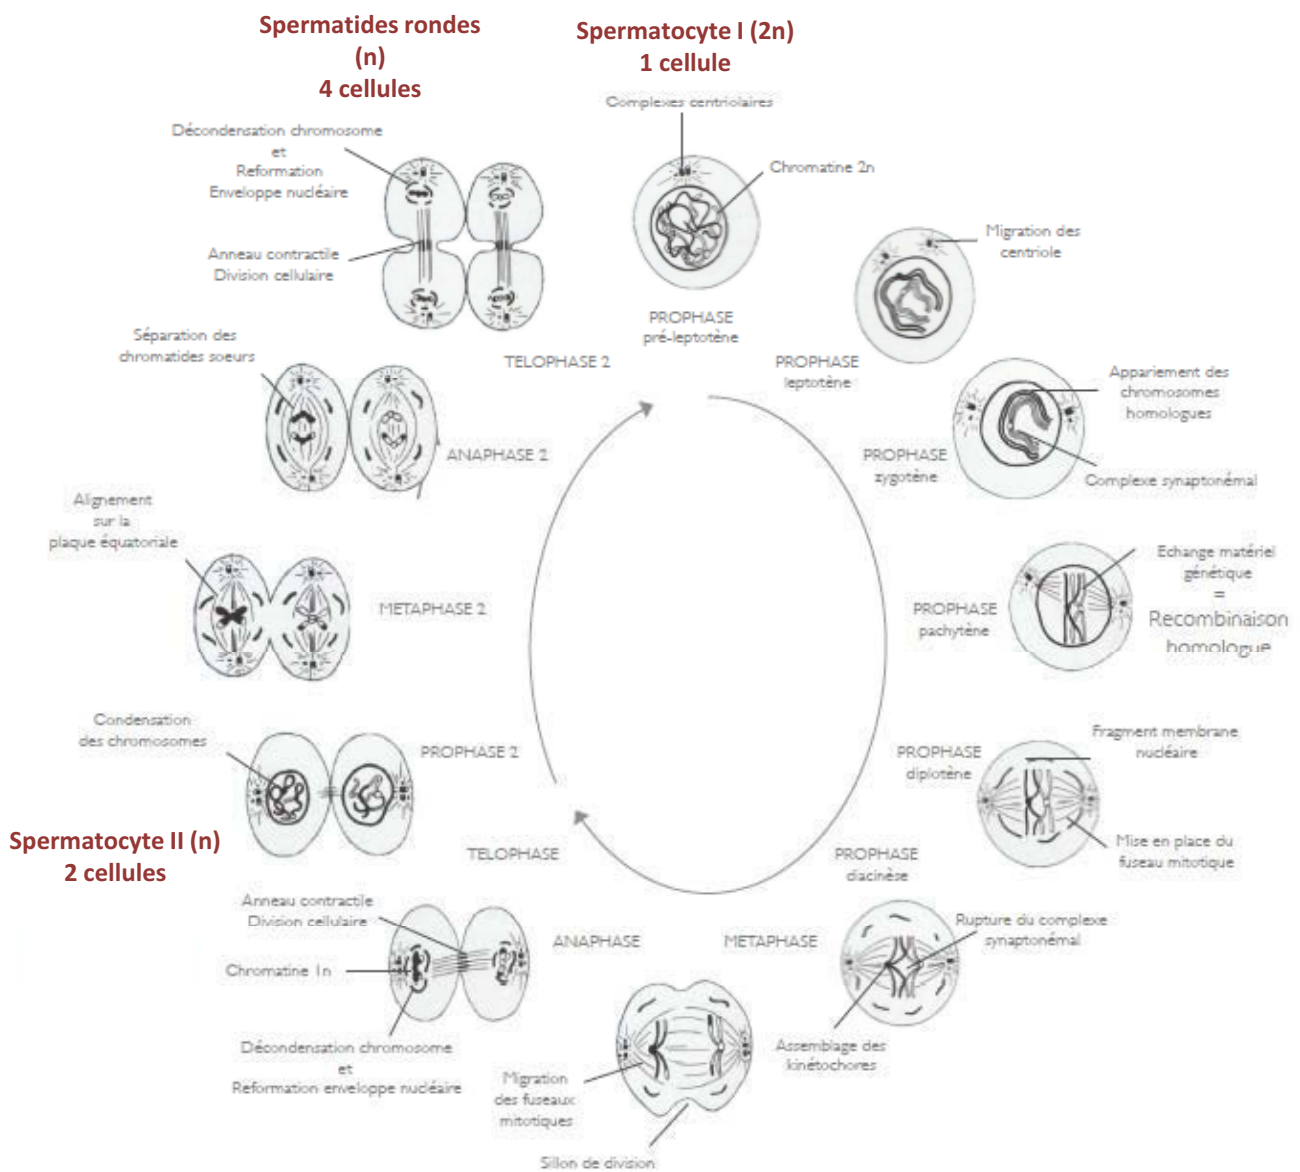 Spermatides rondes
(n)
4 cellules
Spermatocyte I (2n)
1 cellule
Complexes centriolaires
Chromatine 2n
PROPHASE
pré-leptotène
Migration des
centriole
PROPHASE
leptotène
Appariement des
chromosomes
homologues
PROPHASE
zygotène
Complexe synaptonémal
Echange matériel
génétique
=
Recombinaison
homologue
PROPHASE
pachytène
Fragment membrane
nucléaire
PROPHASE
diplotène
Mise en place du
fuseau mitotique
PROPHASE
diacinèse
Rupture du complexe
synaptonémal
METAPHASE
Assemblage des
kinétochores
ANAPHASE
Migration
des fuseaux
mitotiques
Sillon de division
TELOPHASE
Anneau contractile
Division cellulaire
Chromatine 1n
Décondensation chromosome
et
Reformation enveloppe nucléaire
Spermatocyte II (n)
2 cellules
PROPHASE 2
Condensation
des chromosomes
METAPHASE 2
Alignement
sur la
plaque équatoriale
ANAPHASE 2
Séparation des
chromatides soeurs
TELOPHASE 2
Anneau contractile
Division cellulaire
Décondensation chromosome
et
Reformation
Enveloppe nucléaire